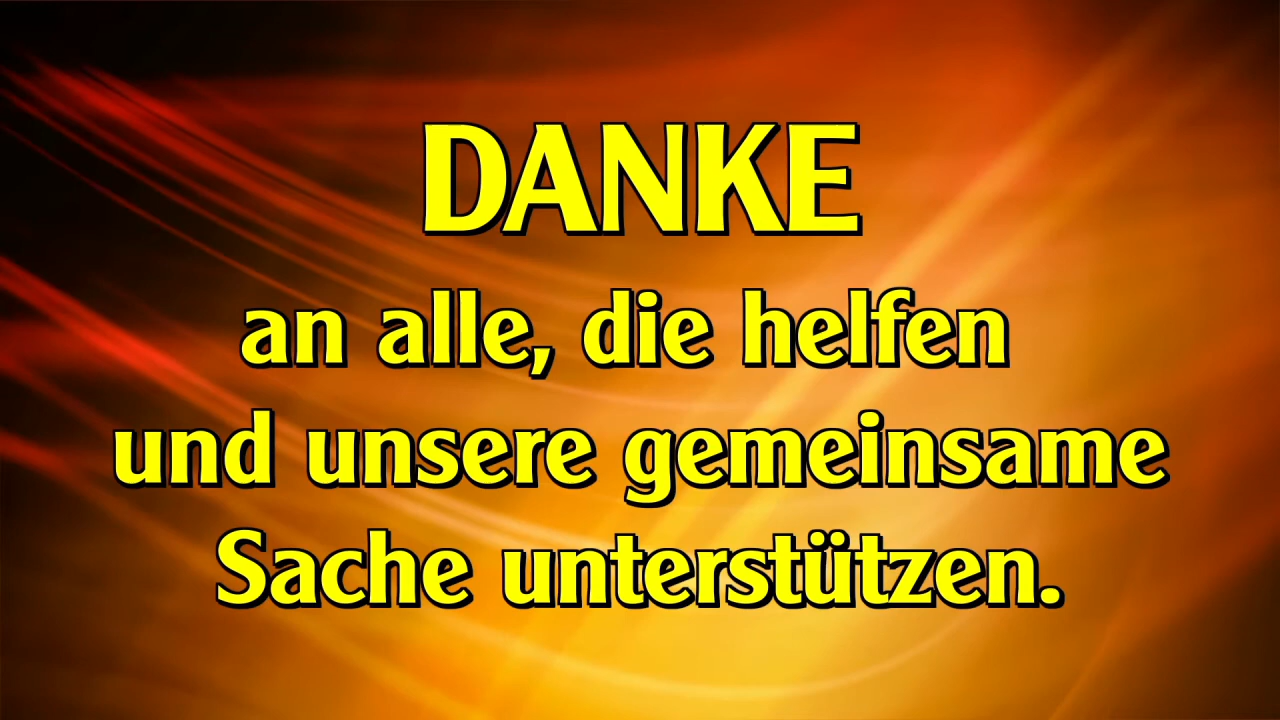 DANKE
an alle, die helfen
und unsere gemeinsame
Sache unterstützen.